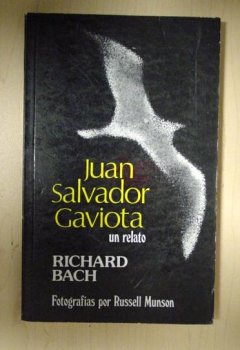 Juan
Salvador
Gaviota
un relato
RICHARD
BACH
Fotografías por Russell Munson